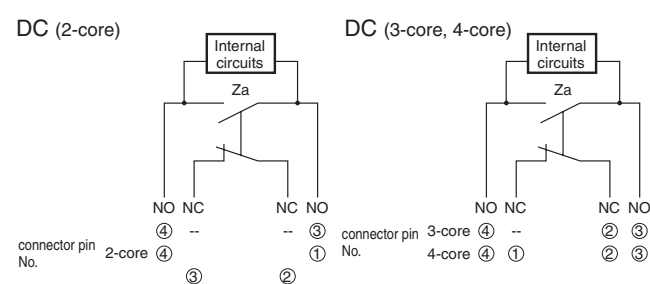 DC (2-core)
DC (3-core, 4-core)
Internal
circuits
Za
Internal
circuits
Za
NO NC NC NO
④ -- -- ③
connector pin
No.
2-core ④ ①
③ ②
NO NC NC NO
connector pin
No.
3-core ④ -- ② ③
4-core ④ ① ② ③